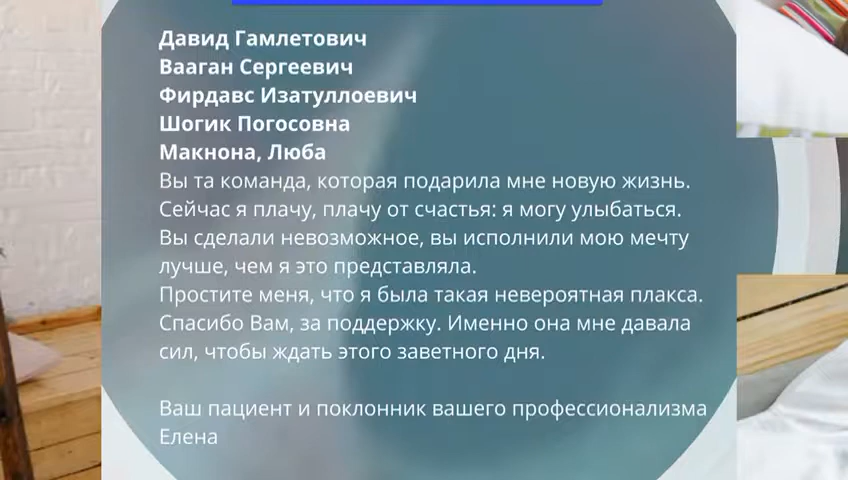 Давид Гамлетович
Вааган Сергеевич
Фирдавс Изатуллоевич
Шогик Погосовна
Макнона, Люба
Вы та команда, которая подарила мне новую жизнь.
Сейчас я плачу, плачу от счастья: я могу улыбаться.
Вы сделали невозможное, вы исполнили мою мечту
лучше, чем я это представляла.
Простите меня, что я была такая невероятная плакса.
Спасибо Вам, за поддержку. Именно она мне давала
сил, чтобы ждать этого заветного дня.
Ваш пациент и поклонник вашего профессионализма
Елена